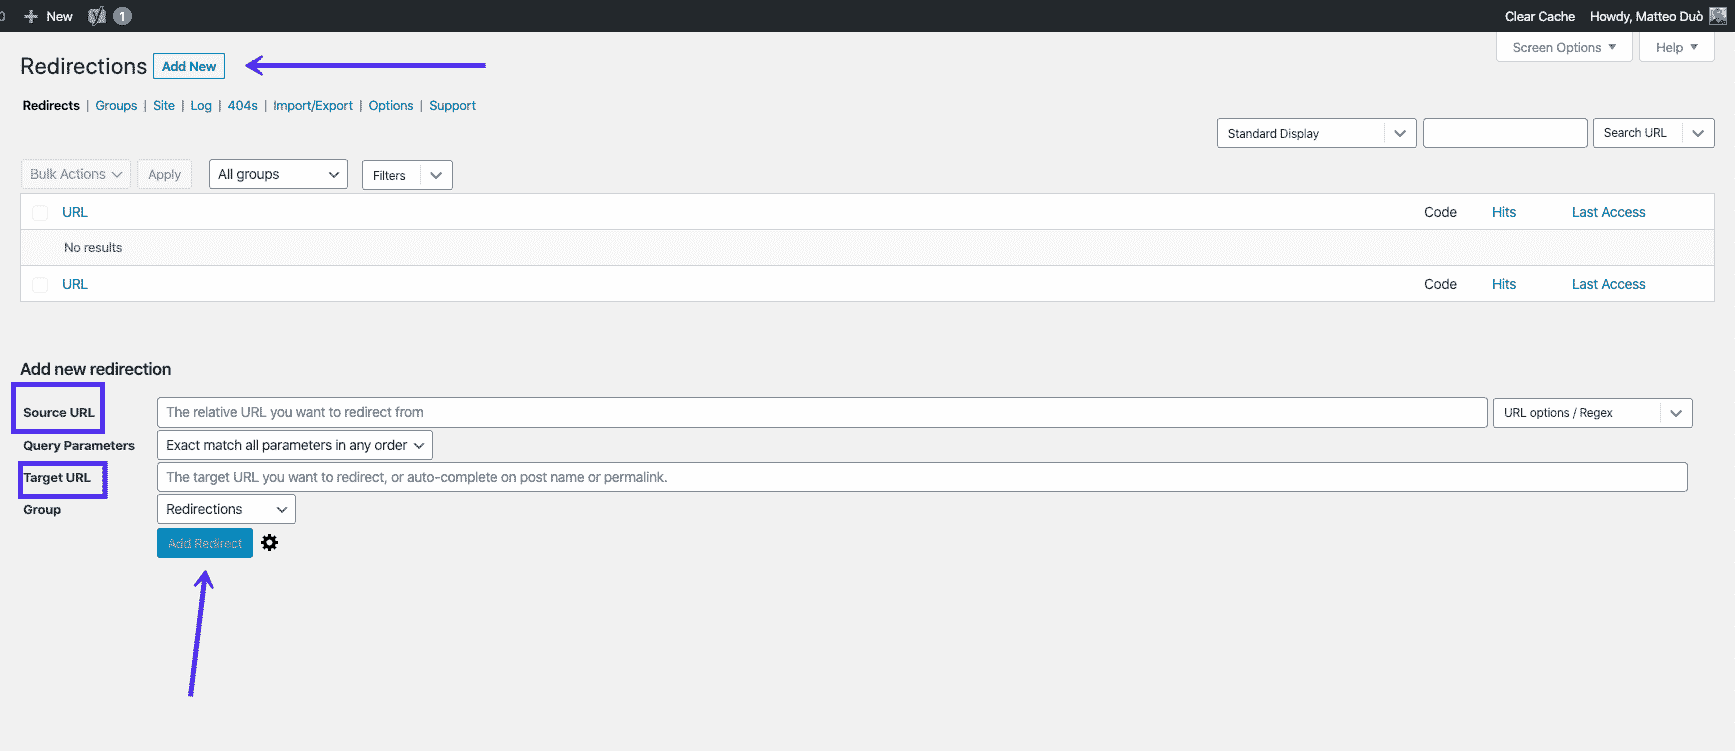 New 1 Clear Cache Howdy, Matteo Duò
Screen Options Help
Redirections Add New
Redirects | Groups | Site | Log | 404s | Import/Export | Options | Support
Standard Display Search URL
Bulk Actions Apply All groups Filters
URL Code Hits Last Access
No results
URL Code Hits Last Access
Add new redirection
Source URL The relative URL you want to redirect from URL options / Regex
Query Parameters Exact match all parameters in any order
Target URL The target URL you want to redirect, or auto-complete on post name or permalink.
Group Redirections
Add Redirect